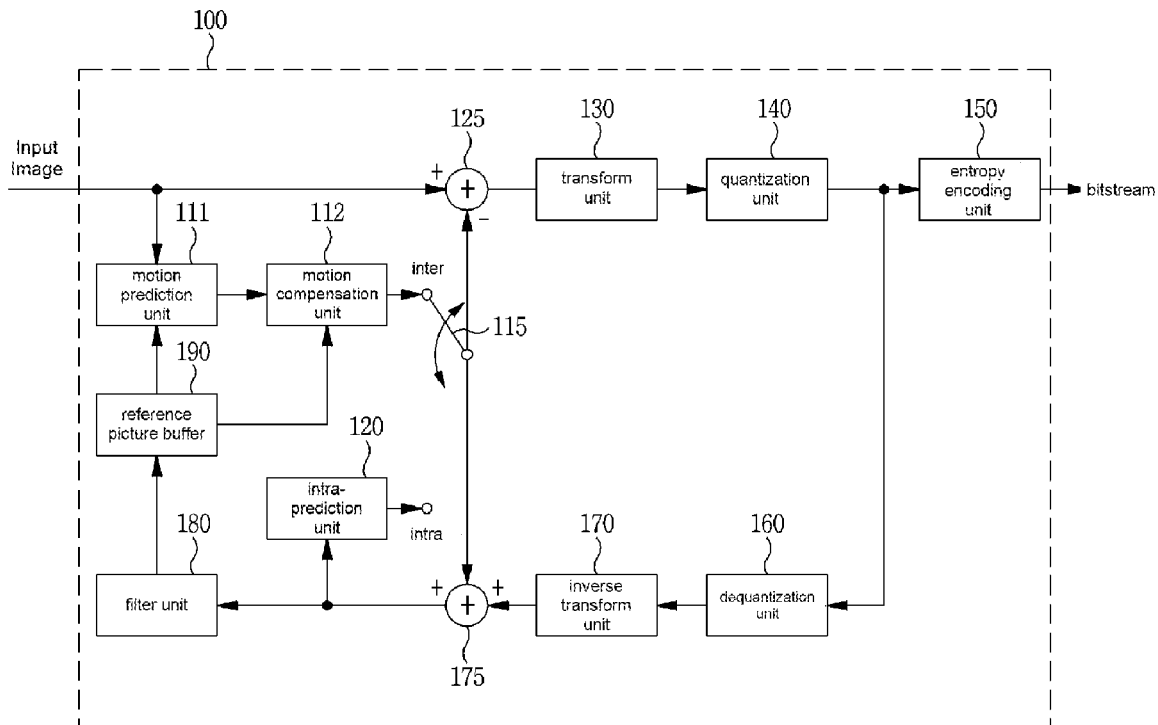 100
Input
Image
125
+
+
−
130
transform
unit
140
quantization
unit
150
entropy
encoding
unit
bitstream
111
motion
prediction
unit
112
motion
compensation
unit
inter
115
190
reference
picture buffer
120
intra-
prediction
unit
intra
180
filter unit
+
+
+
175
170
inverse
transform
unit
160
dequantization
unit